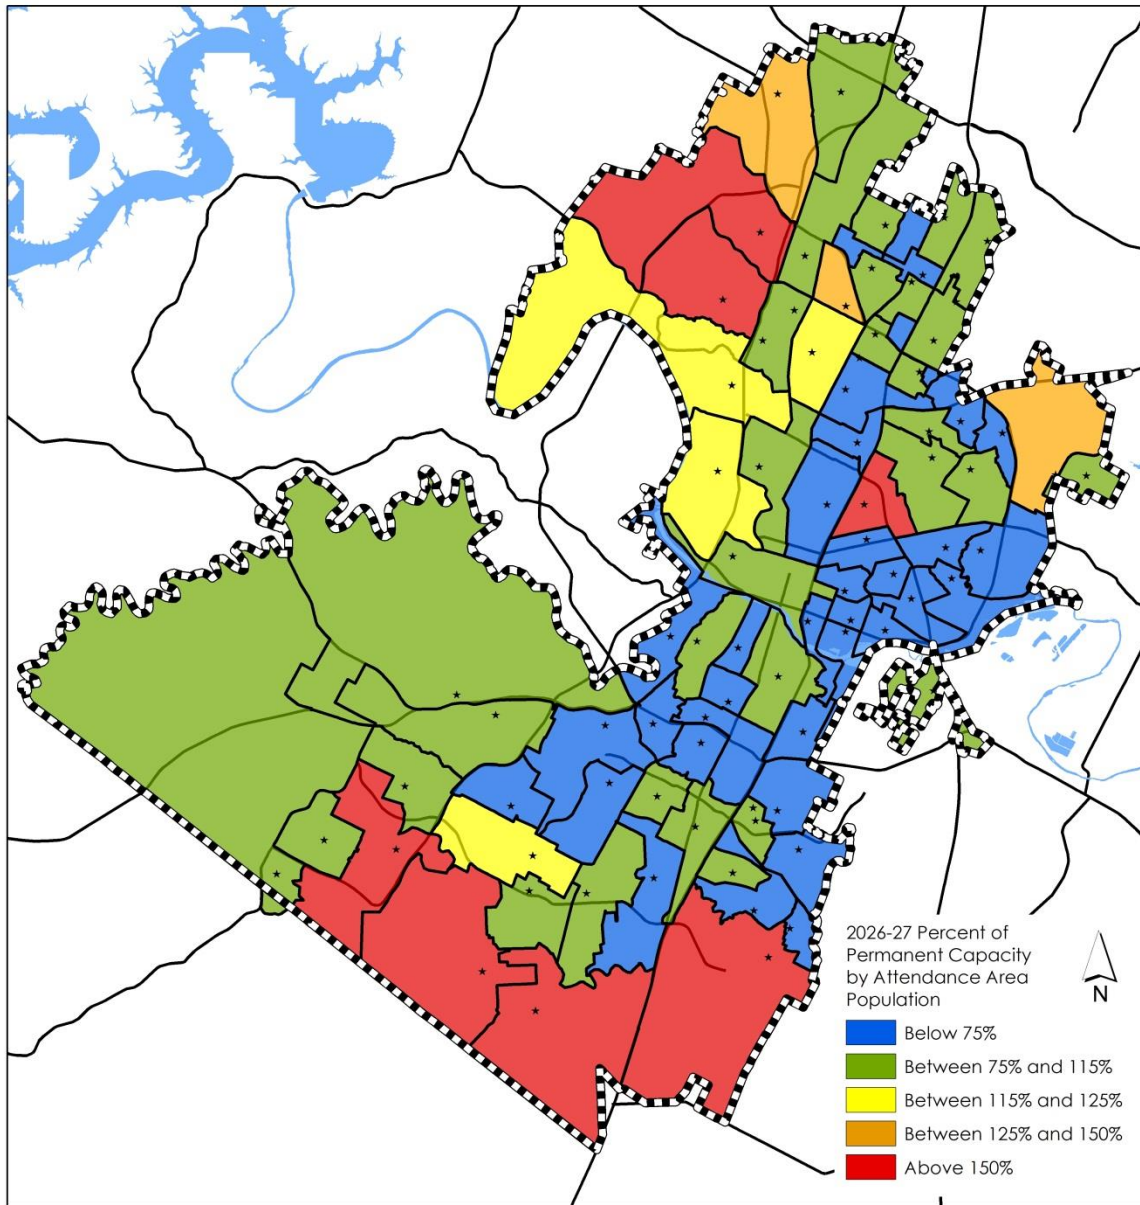 2026-27 Percent of
Permanent Capacity
by Attendance Area
Population
N
Below 75%
Between 75% and 115%
Between 115% and 125%
Between 125% and 150%
Above 150%